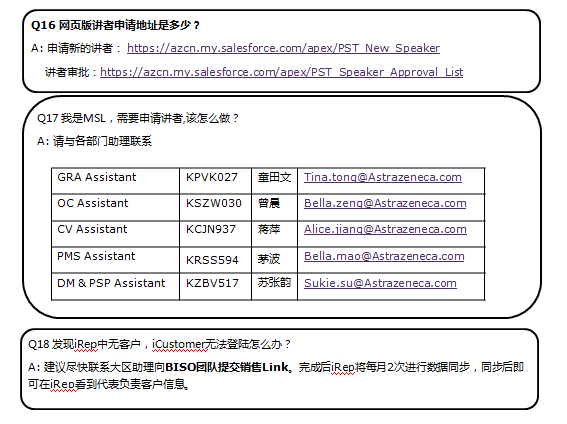 Q16 网页版讲者申请地址是多少？
A: 申请新的讲者： https://azcn.my.salesforce.com/apex/PST_New_Speaker
讲者审批：https://azcn.my.salesforce.com/apex/PST_Speaker_Approval_List
Q17 我是MSL，需要申请讲者,该怎么做？
A: 请与各部门助理联系
GRA Assistant KPVK027 童田文 Tina.tong@Astrazeneca.com
OC Assistant KSZW030 曾晨 Bella.zeng@Astrazeneca.com
CV Assistant KCJN937 蒋萍 Alice.jiang@Astrazeneca.com
PMS Assistant KRSS594 茅波 Bella.mao@Astrazeneca.com
DM & PSP Assistant KZBV517 苏张韵 Sukie.su@Astrazeneca.com
Q18 发现iRep中无客户，iCustomer无法登陆怎么办？
A: 建议尽快联系大区助理向BISO团队提交销售Link。完成后iRep将每月2次进行数据同步，同步后即
可在iRep看到代表负责客户信息。